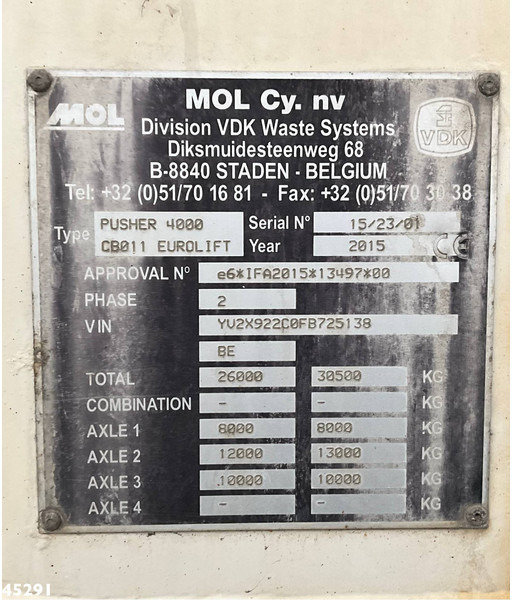 MOL
MOL Cy. nv
Division VDK Waste Systems
Diksmuidesteenweg 68
B-8840 STADEN - BELGIUM
Tel: +32 (0)51/70 16 81 - Fax: +32 (0)51/70 30 38
VDK
Type PUSHER 4000 Serial N° 15/23/01
CB011 EUROLIFT Year 2015 CE
APPROVAL N° e6*IFA2015*13497*00
PHASE 2
VIN YV2X922C0FB725138
BE
TOTAL 26000 30500 KG
COMBINATION - - KG
AXLE 1 8000 8000 KG
AXLE 2 12000 13000 KG
AXLE 3 10000 10000 KG
AXLE 4 - - KG
45291